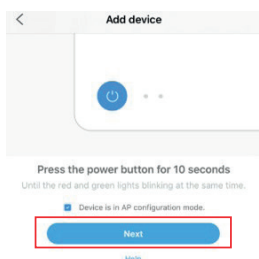 Add device
Press the power button for 10 seconds
Until the red and green lights blinking at the same time.
Device is in AP configuration mode.
Next
Help